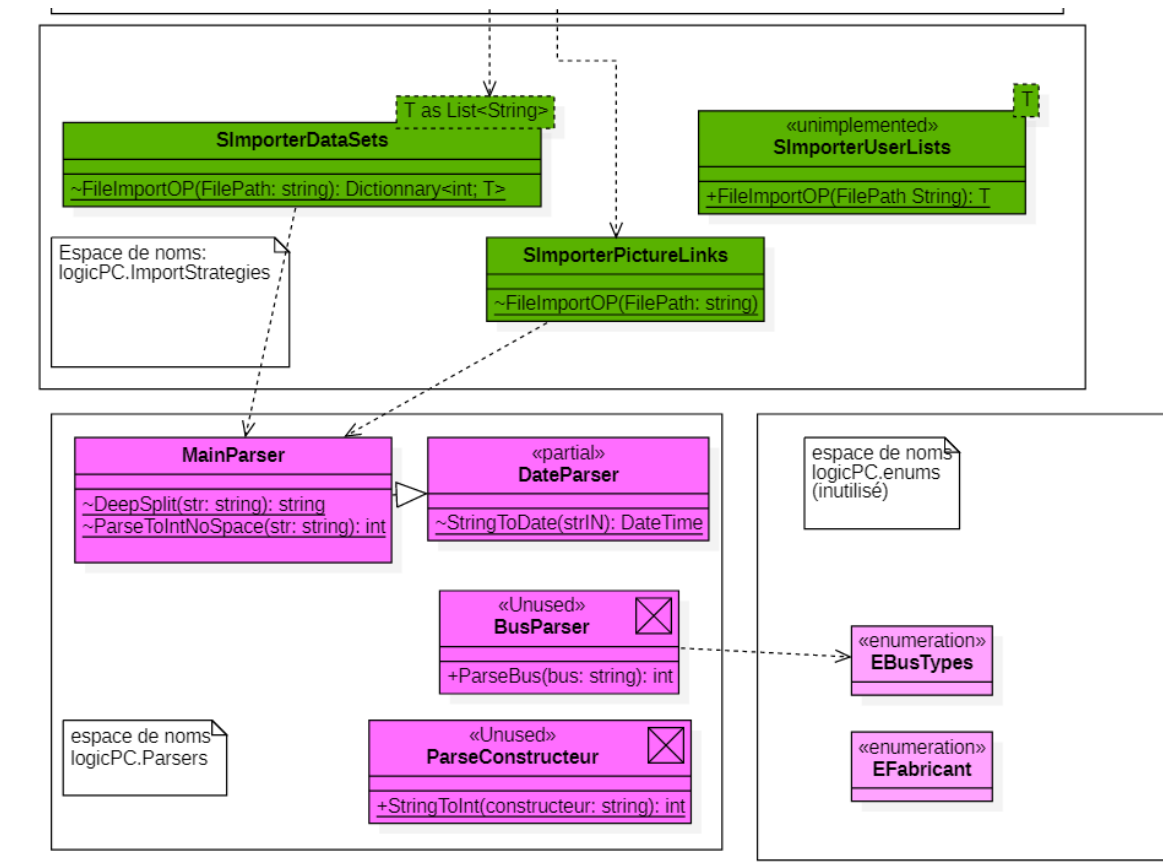 T as List<String>
SImporterDataSets
~FileImportOP(FilePath: string): Dictionnary<int; T>
T
«unimplemented»
SImporterUserLists
+FileImportOP(FilePath String): T
Espace de noms:
logicPC.ImportStrategies
SImporterPictureLinks
~FileImportOP(FilePath: string)
MainParser
~DeepSplit(str: string): string
~ParseToIntNoSpace(str: string): int
«partial»
DateParser
~StringToDate(strIN): DateTime
espace de noms
logicPC.enums
(inutilisé)
«Unused»
BusParser
+ParseBus(bus: string): int
«enumeration»
EBusTypes
espace de noms
logicPC.Parsers
«Unused»
ParseConstructeur
+StringToInt(constructeur: string): int
«enumeration»
EFabricant